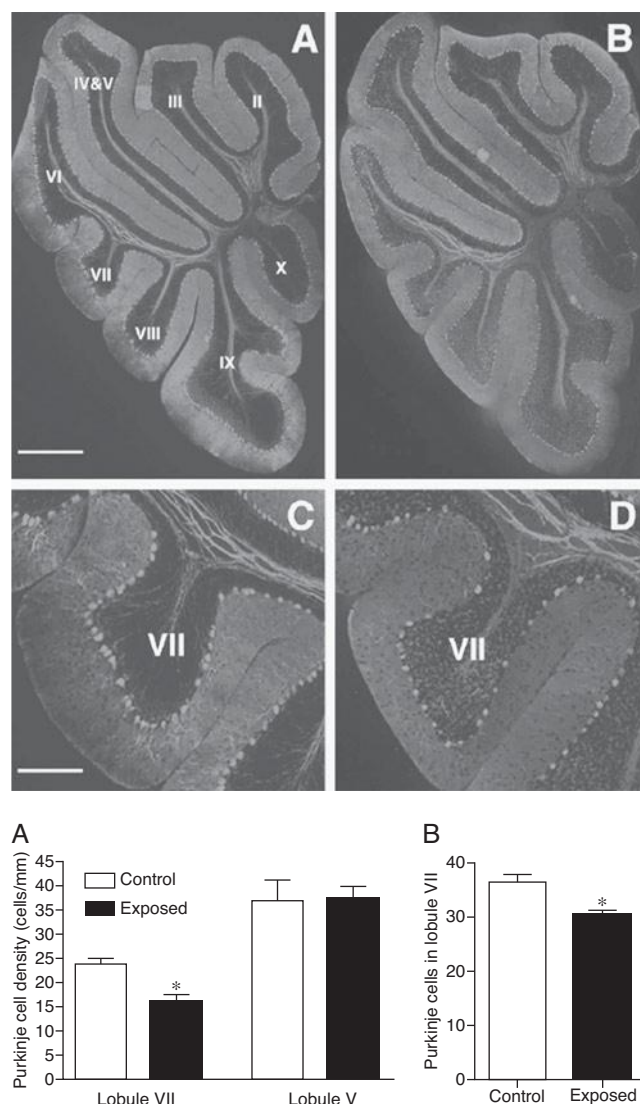 A
B
IV&V
III
II
VI
VII
X
VIII
IX
C
D
VII
VII
A
Purkinje cell density (cells/mm)
45
40
35
30
25
20
15
10
5
0
Control
Exposed
*
Lobule VII
Lobule V
B
Purkinje cells in lobule VII
40
30
20
10
0
*
Control
Exposed